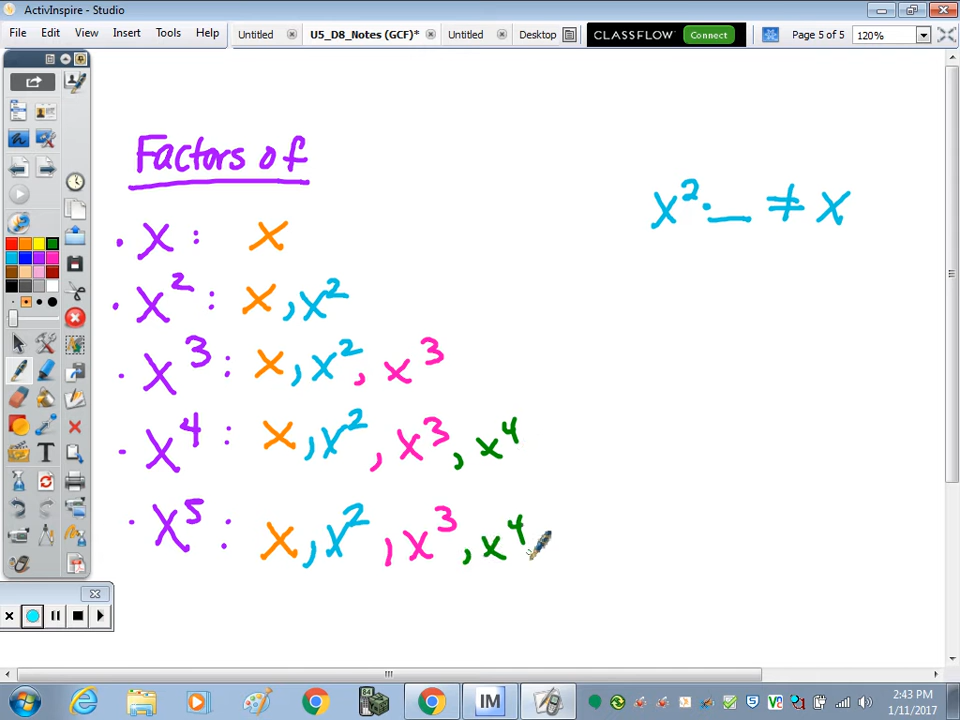 ActivInspire - Studio
File Edit View Insert Tools Help Untitled U5_D8_Notes (GCF)* Untitled Desktop CLASSFLOW Connect Page 5 of 5 120%
Factors of
x² · _ ≠ x
· x : x
· x² : x, x²
· x³ : x, x², x³
· x⁴ : x, x², x³, x⁴
· x⁵ : x, x², x³, x⁴
IM
2:43 PM
1/11/2017